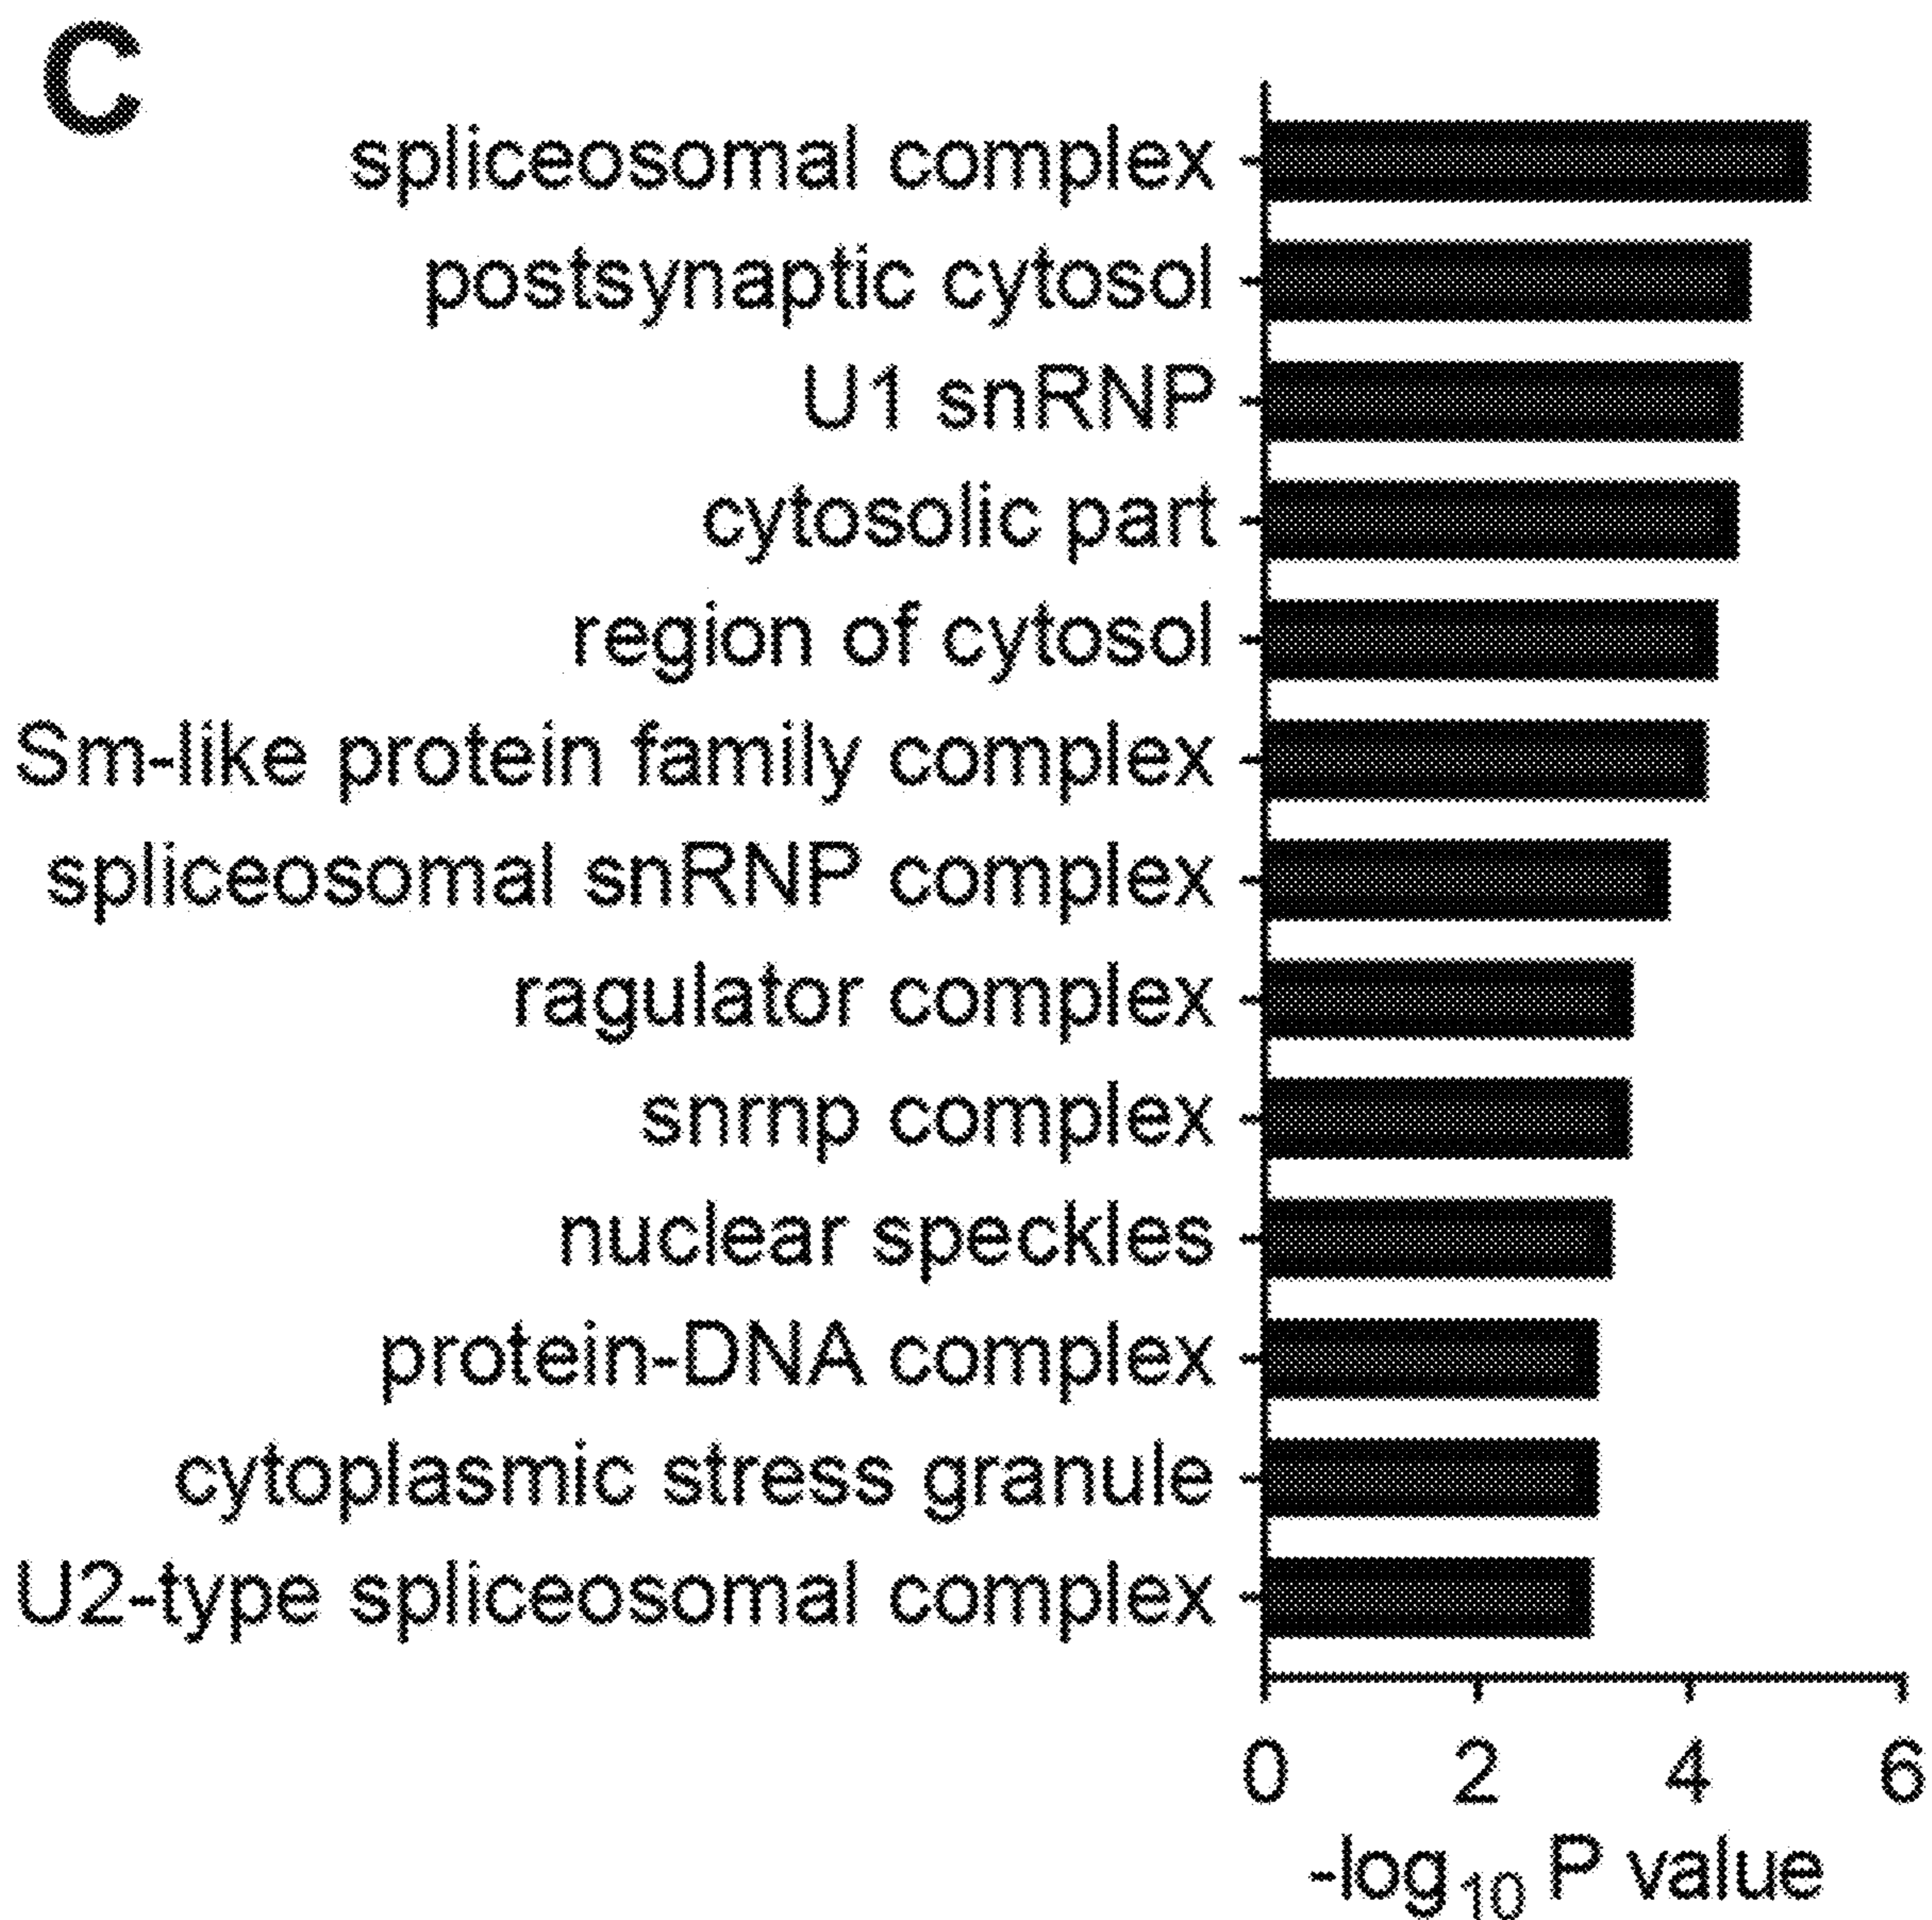 C
spliceosomal complex
postsynaptic cytosol
U1 snRNP
cytosolic part
region of cytosol
Sm-like protein family complex
spliceosomal snRNP complex
ragulator complex
snrnp complex
nuclear speckles
protein-DNA complex
cytoplasmic stress granule
U2-type spliceosomal complex
0 2 4 6
-log₁₀ P value